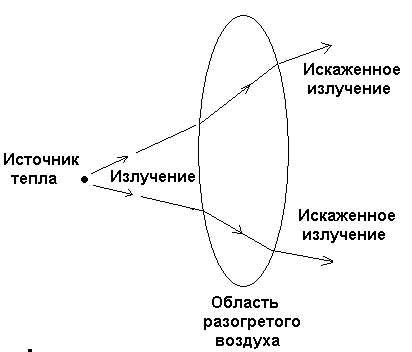 Искаженное
излучение
Источник
тепла
Излучение
Искаженное
излучение
Область
разогретого
воздуха